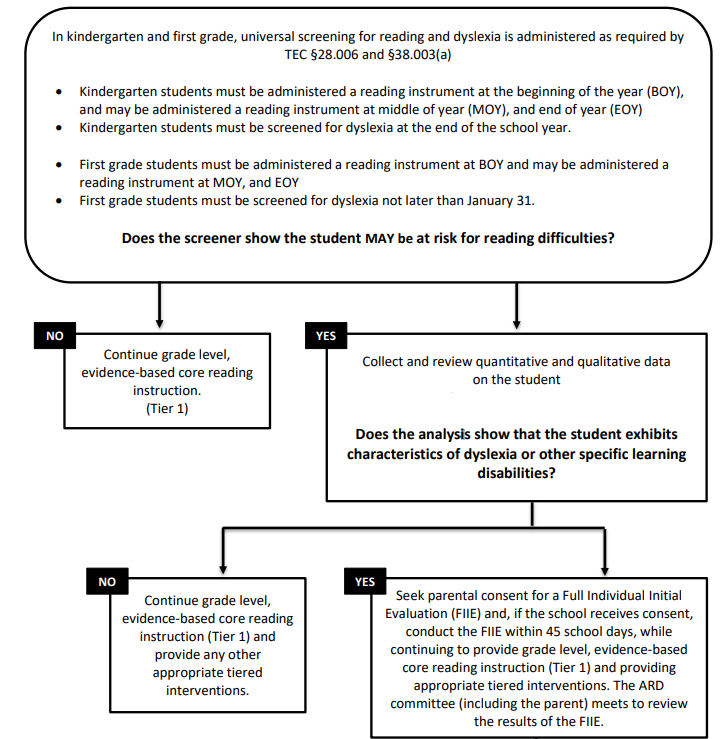 In kindergarten and first grade, universal screening for reading and dyslexia is administered as required by
TEC §28.006 and §38.003(a)
• Kindergarten students must be administered a reading instrument at the beginning of the year (BOY),
and may be administered a reading instrument at middle of year (MOY), and end of year (EOY)
• Kindergarten students must be screened for dyslexia at the end of the school year.
• First grade students must be administered a reading instrument at BOY and may be administered a
reading instrument at MOY, and EOY
• First grade students must be screened for dyslexia not later than January 31.
Does the screener show the student MAY be at risk for reading difficulties?
NO
Continue grade level,
evidence-based core reading
instruction.
(Tier 1)
YES
Collect and review quantitative and qualitative data
on the student
Does the analysis show that the student exhibits
characteristics of dyslexia or other specific learning
disabilities?
NO
Continue grade level,
evidence-based core reading
instruction (Tier 1) and
provide any other
appropriate tiered
interventions.
YES
Seek parental consent for a Full Individual Initial
Evaluation (FIIE) and, if the school receives consent,
conduct the FIIE within 45 school days, while
continuing to provide grade level, evidence-based
core reading instruction (Tier 1) and providing
appropriate tiered interventions. The ARD
committee (including the parent) meets to review
the results of the FIIE.